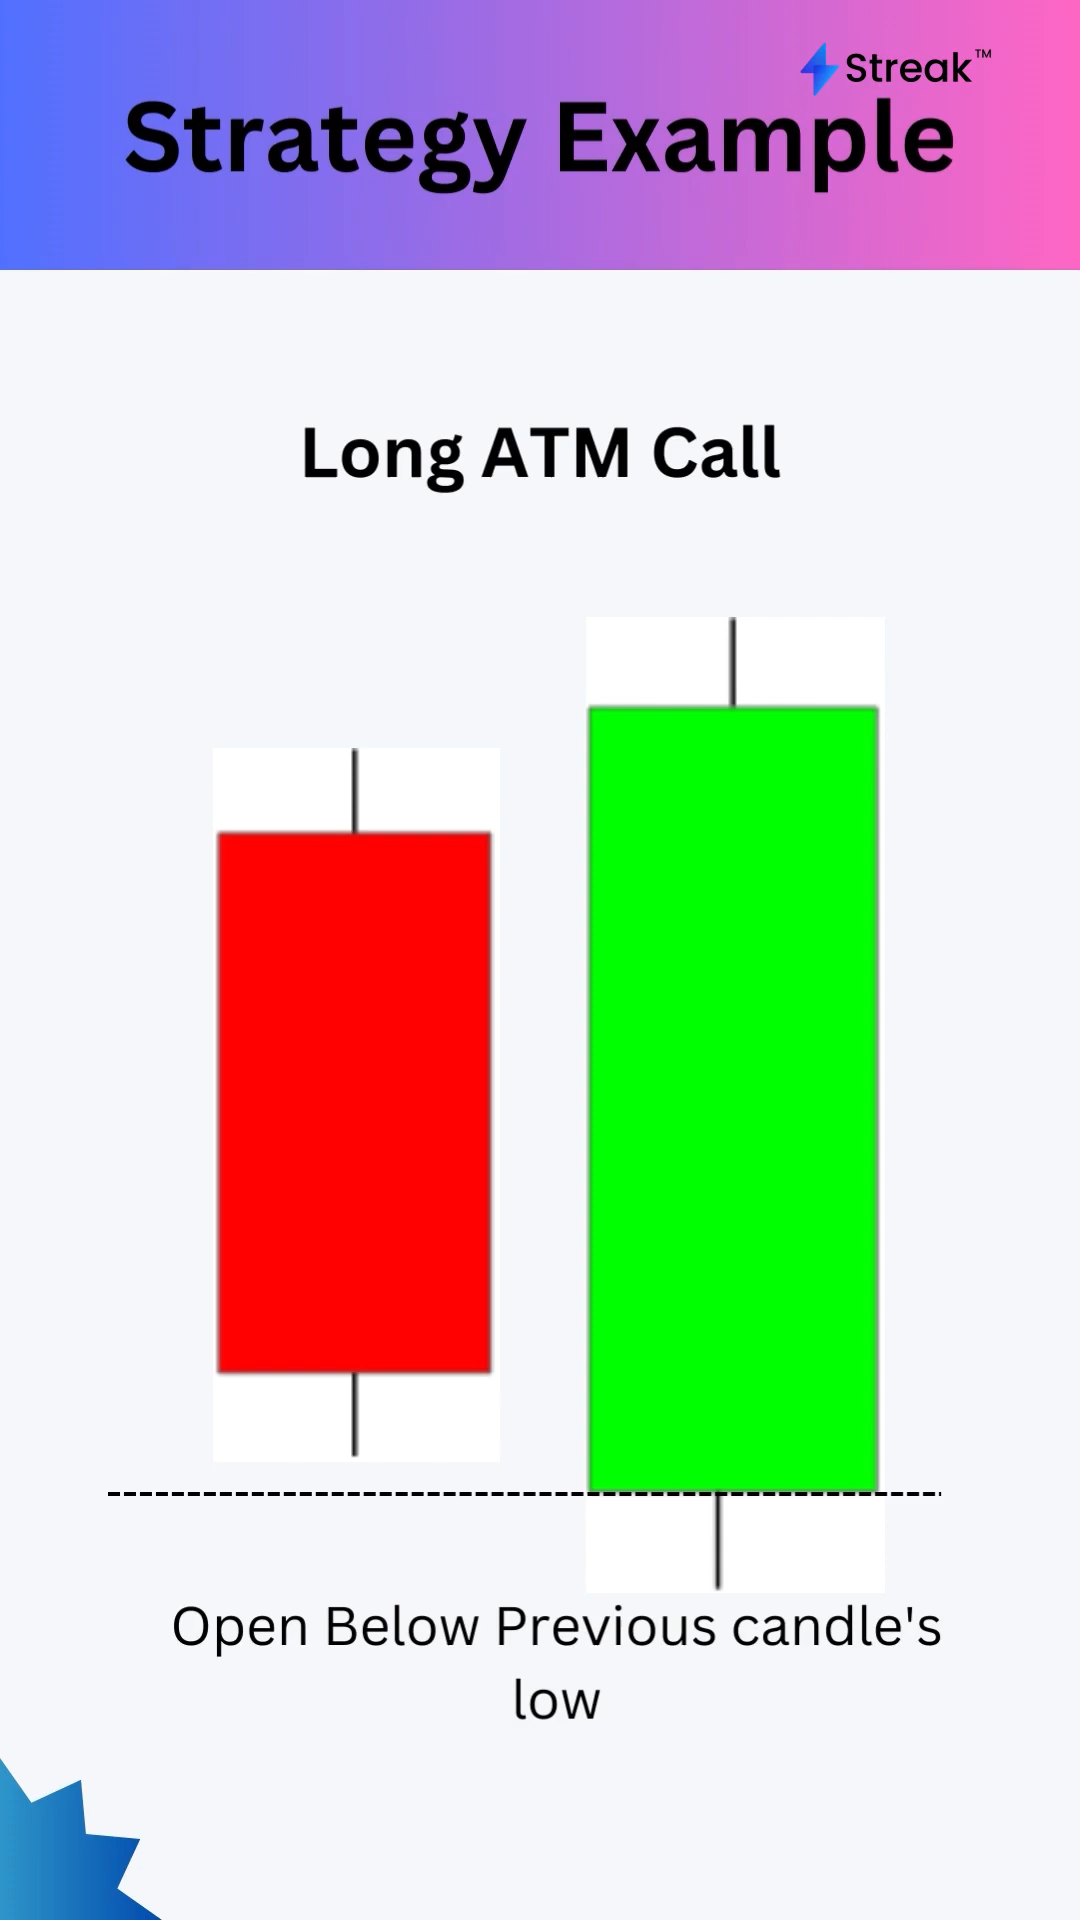 Streak™
Strategy Example
Long ATM Call
Open Below Previous candle's
low